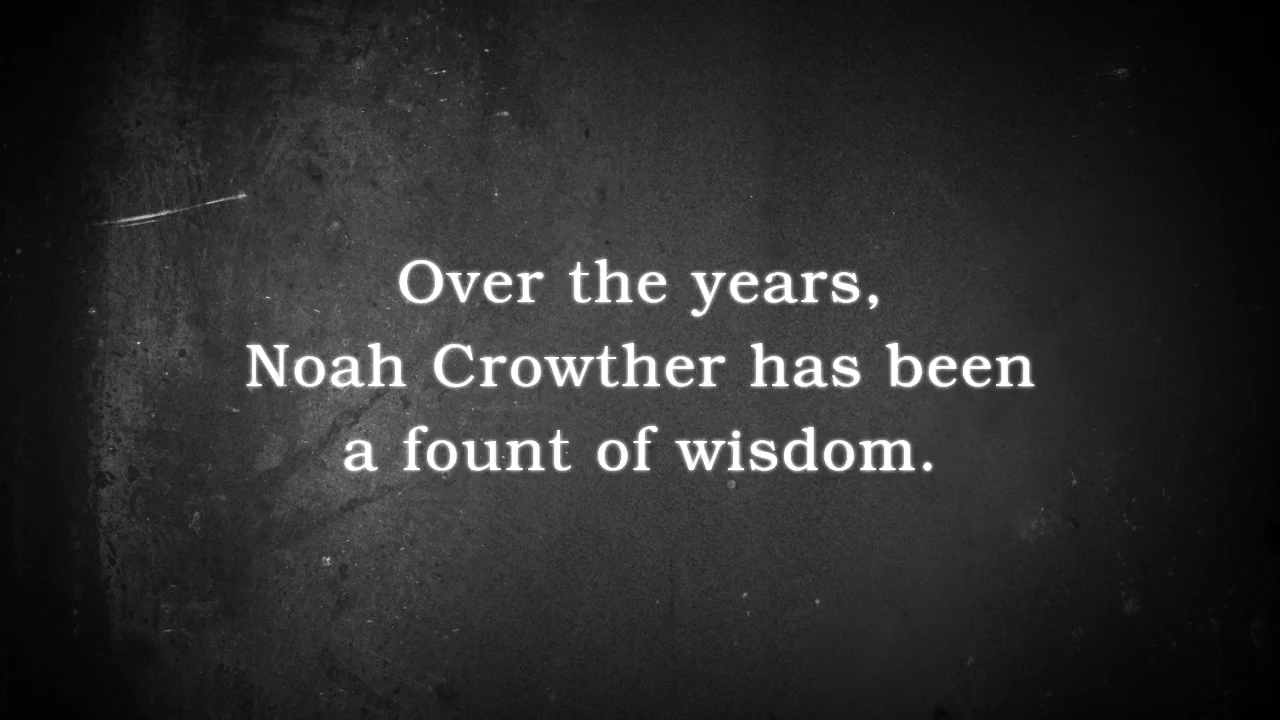 Over the years,
Noah Crowther has been
a fount of wisdom.